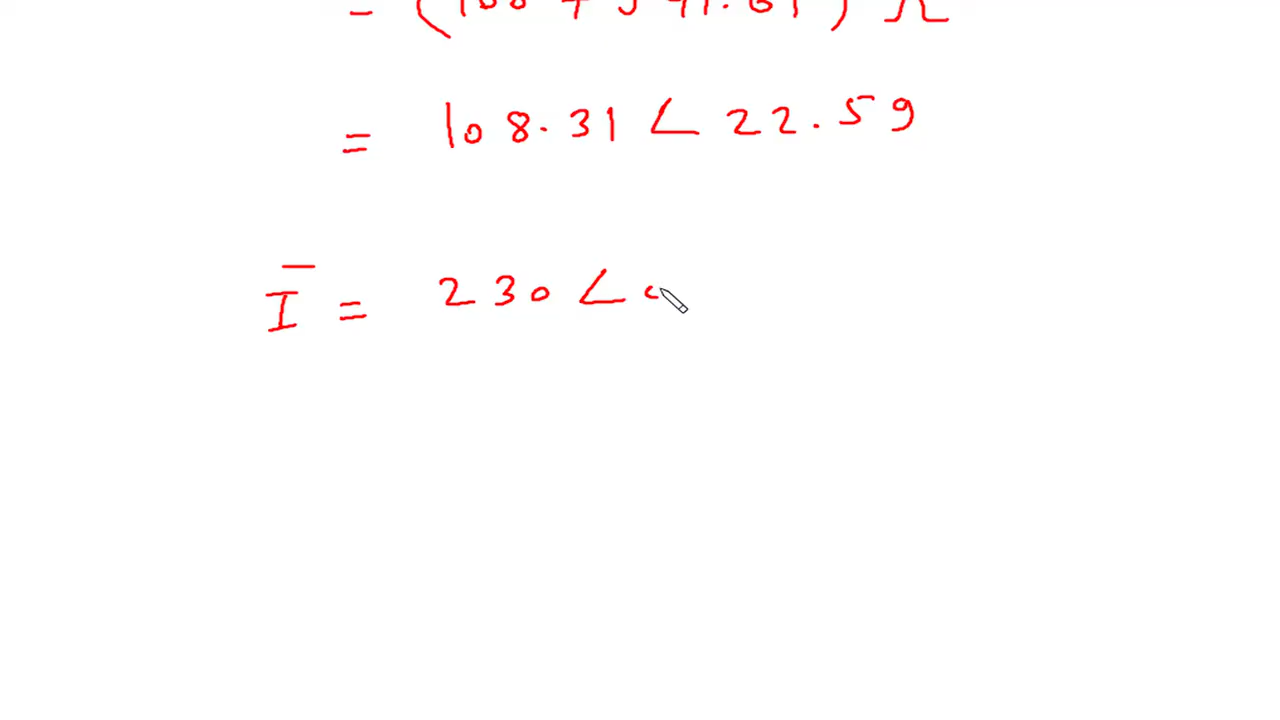 = 108.31 ∠ 22.59
Ī = 230 ∠